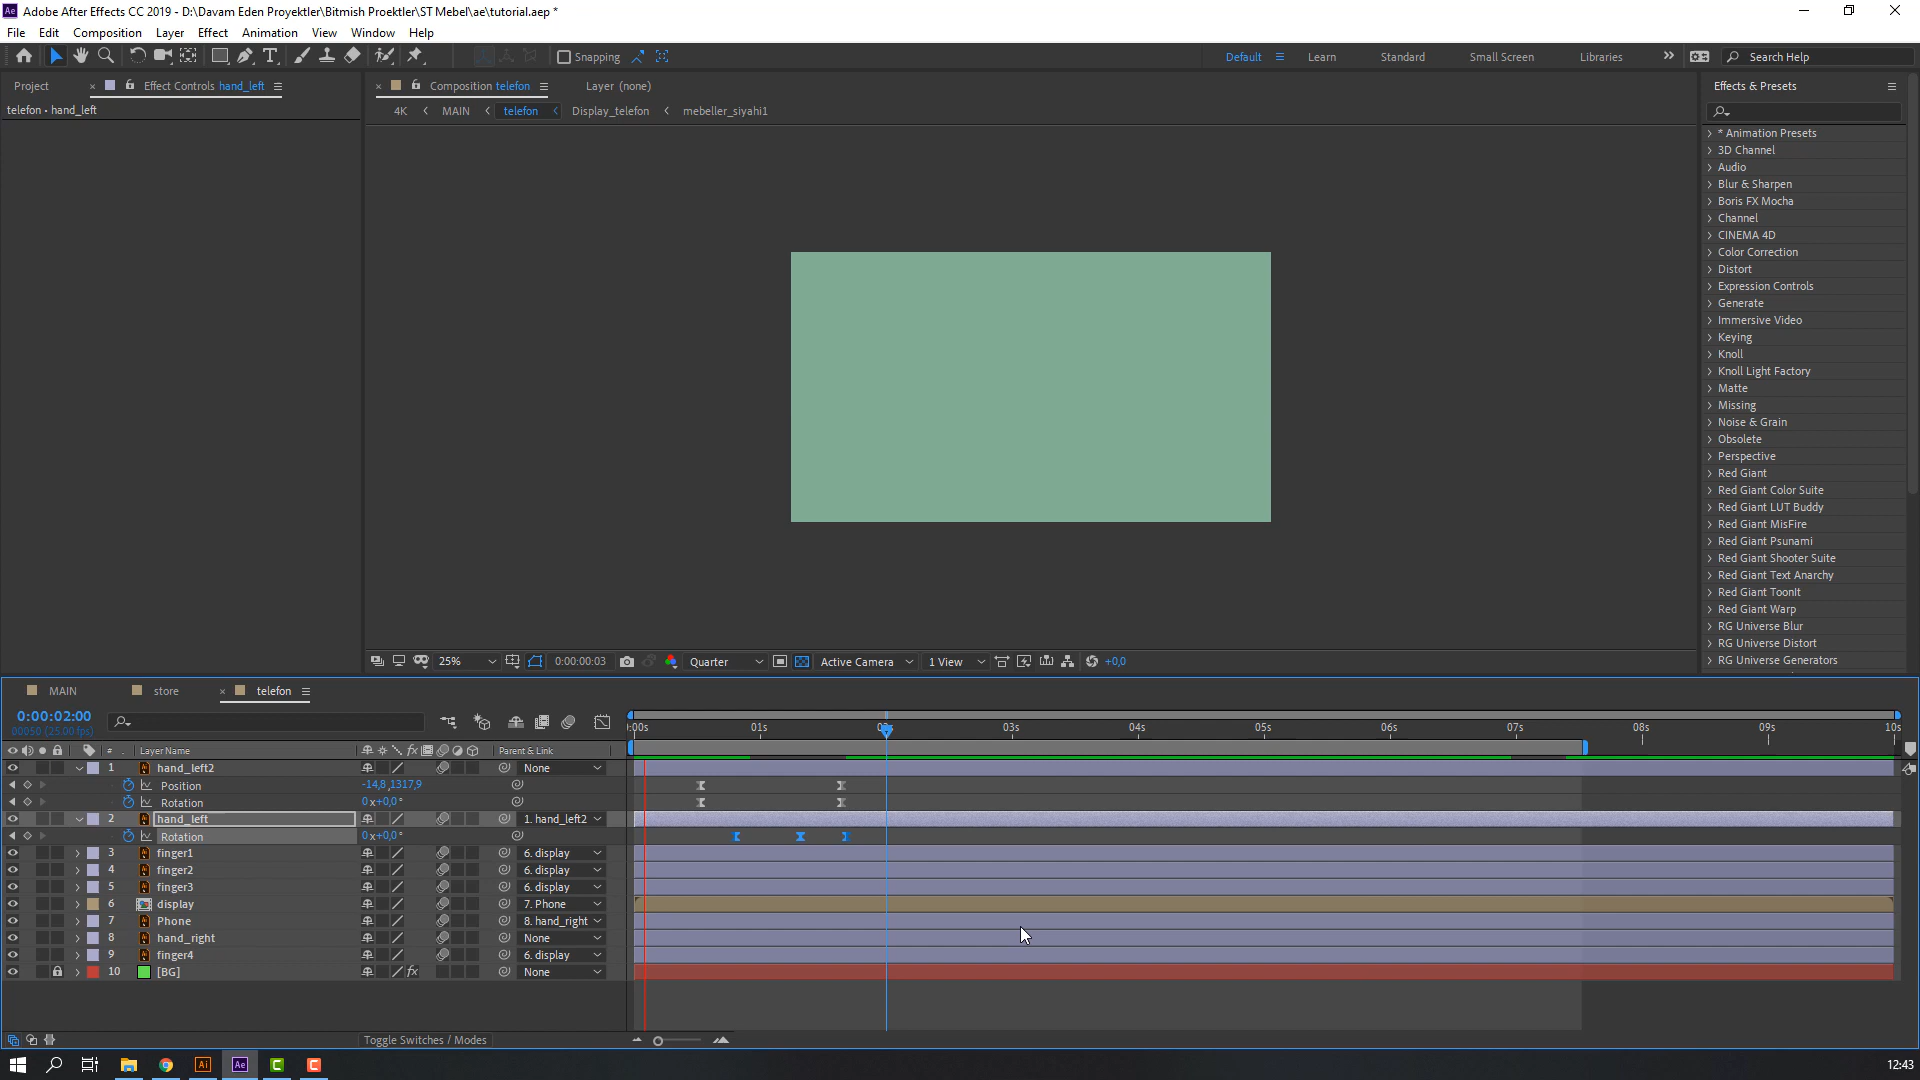 Adobe After Effects CC 2019 - D:\Davam Eden Proyektler\Bitmish Proektler\ST Mebel\ae\tutorial.aep *
File Edit Composition Layer Effect Animation View Window Help
Snapping Default Learn Standard Small Screen Libraries Search Help
Project Effect Controls hand_left Composition telefon Layer (none) Effects & Presets
telefon • hand_left
4K MAIN telefon Display_telefon mebeller_siyahi1
* Animation Presets
3D Channel
Audio
Blur & Sharpen
Boris FX Mocha
Channel
CINEMA 4D
Color Correction
Distort
Expression Controls
Generate
Immersive Video
Keying
Knoll
Knoll Light Factory
Matte
Missing
Noise & Grain
Obsolete
Perspective
Red Giant
Red Giant Color Suite
Red Giant LUT Buddy
Red Giant MisFire
Red Giant Psunami
Red Giant Shooter Suite
Red Giant Text Anarchy
Red Giant ToonIt
Red Giant Warp
RG Universe Blur
RG Universe Distort
RG Universe Generators
25% 0:00:00:03 Quarter Active Camera 1 View +0,0
MAIN store telefon
0:00:02:00
00050 (25.00 fps)
:00s 01s 03s 04s 05s 06s 07s 08s 09s 10s
# Layer Name fx Parent & Link
1 hand_left2 None
Position -14,8,1317,9
Rotation 0x+0,0°
2 hand_left 1. hand_left2
Rotation 0x+0,0°
3 finger1 6. display
4 finger2 6. display
5 finger3 6. display
6 display 7. Phone
7 Phone 8. hand_right
8 hand_right None
9 finger4 6. display
10 [BG] fx None
Toggle Switches / Modes
Ai Ae C C 12:43